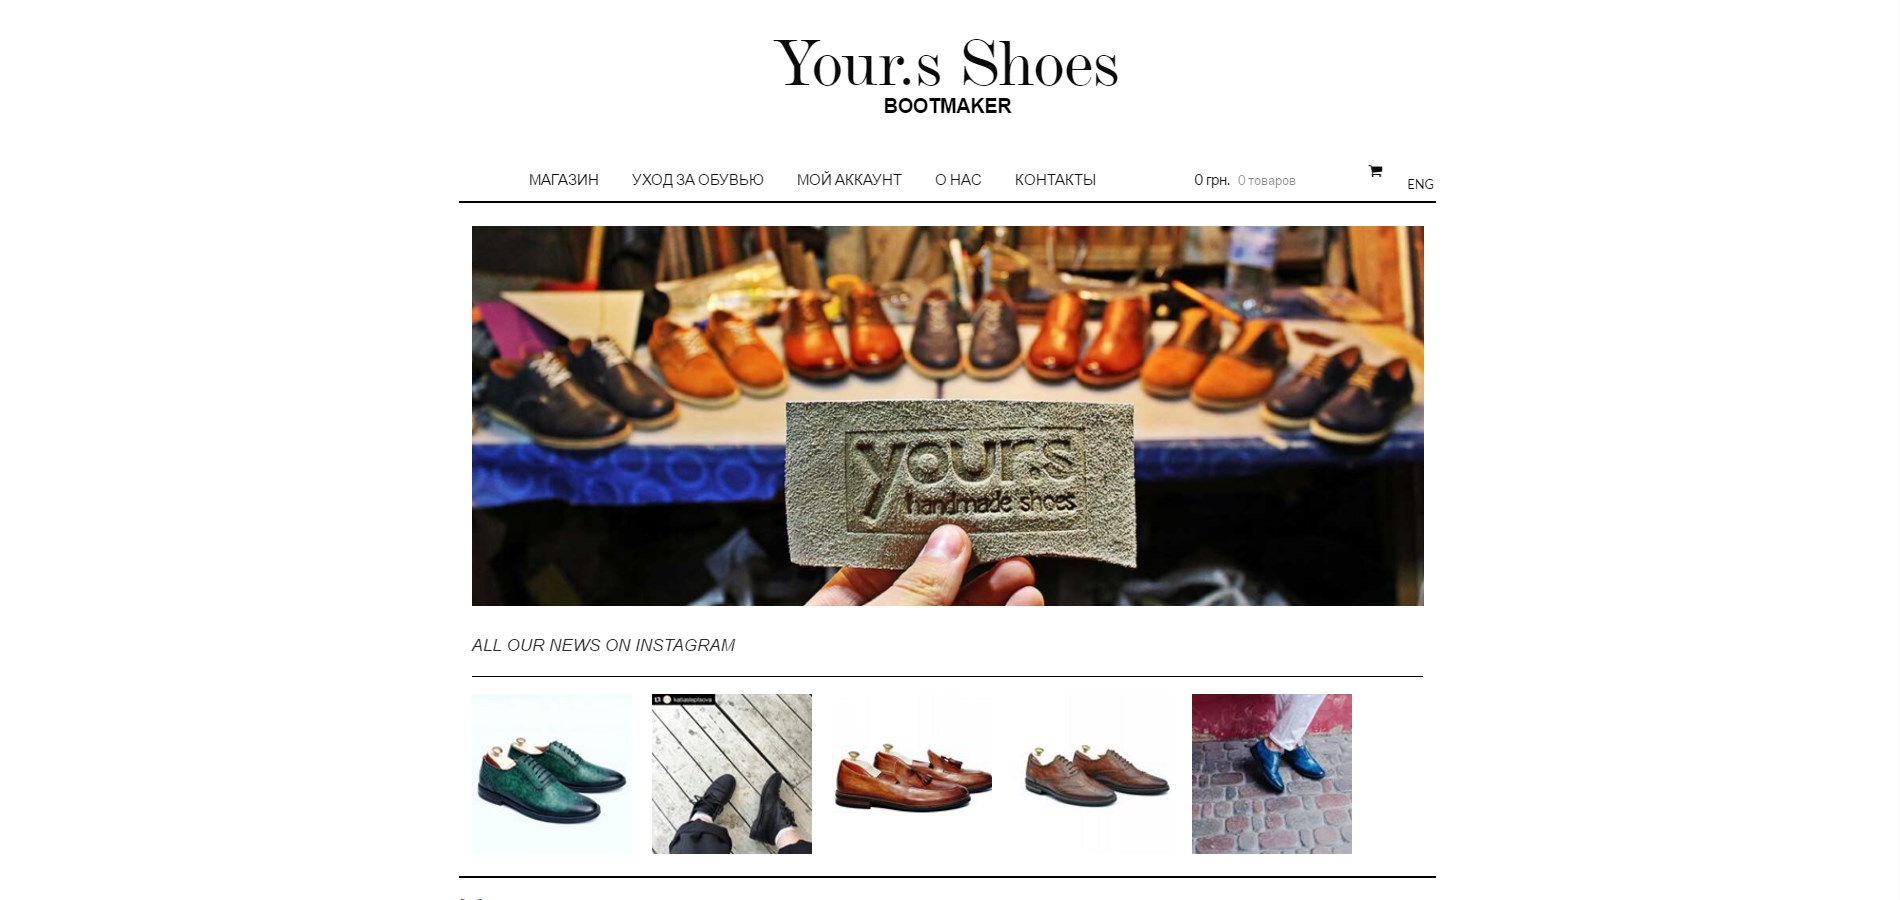 Your.s Shoes
BOOTMAKER
МАГАЗИН УХОД ЗА ОБУВЬЮ МОЙ АККАУНТ О НАС КОНТАКТЫ 0 грн. 0 товаров ENG
your.s
handmade shoes
ALL OUR NEWS ON INSTAGRAM